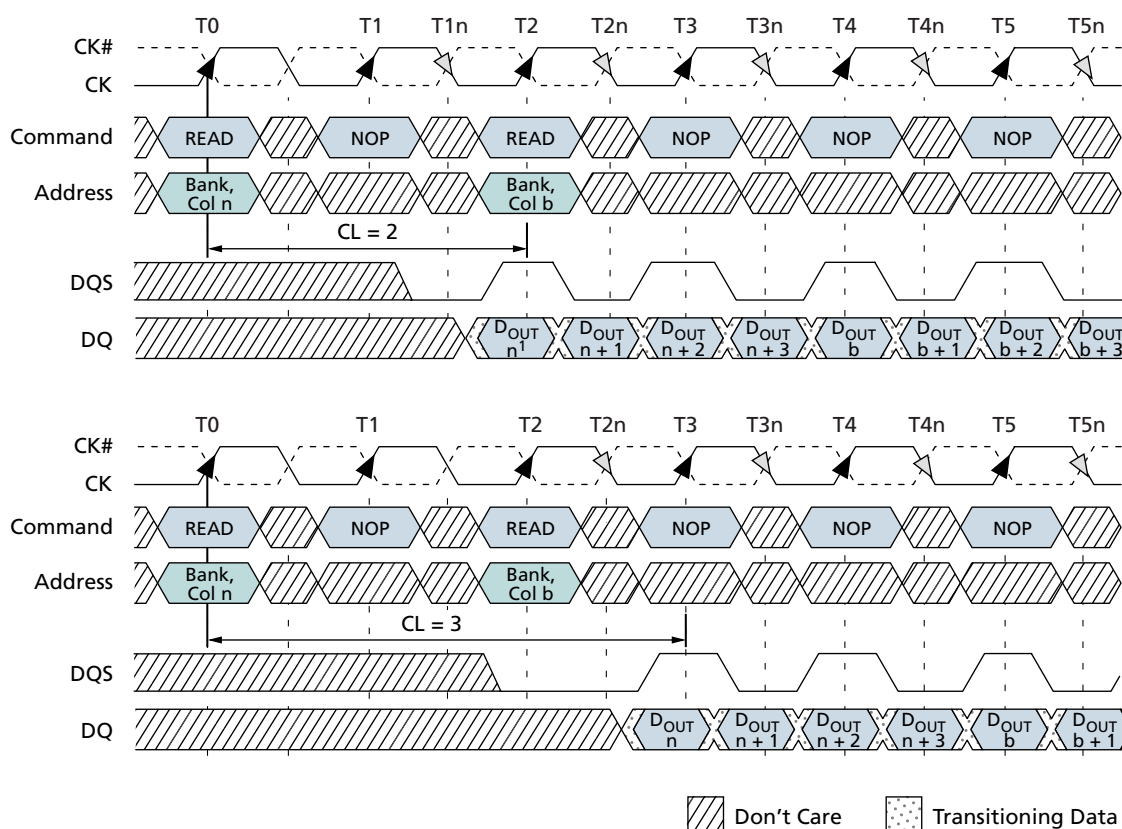 T0 T1 T1n T2 T2n T3 T3n T4 T4n T5 T5n
CK#
CK
Command READ NOP READ NOP NOP NOP
Address Bank, Col n Bank, Col b
CL = 2
DQS
DQ DOUT n1 DOUT n + 1 DOUT n + 2 DOUT n + 3 DOUT b DOUT b + 1 DOUT b + 2 DOUT b + 3
T0 T1 T2 T2n T3 T3n T4 T4n T5 T5n
CK#
CK
Command READ NOP READ NOP NOP NOP
Address Bank, Col n Bank, Col b
CL = 3
DQS
DQ DOUT n DOUT n + 1 DOUT n + 2 DOUT n + 3 DOUT b DOUT b + 1
Don't Care Transitioning Data